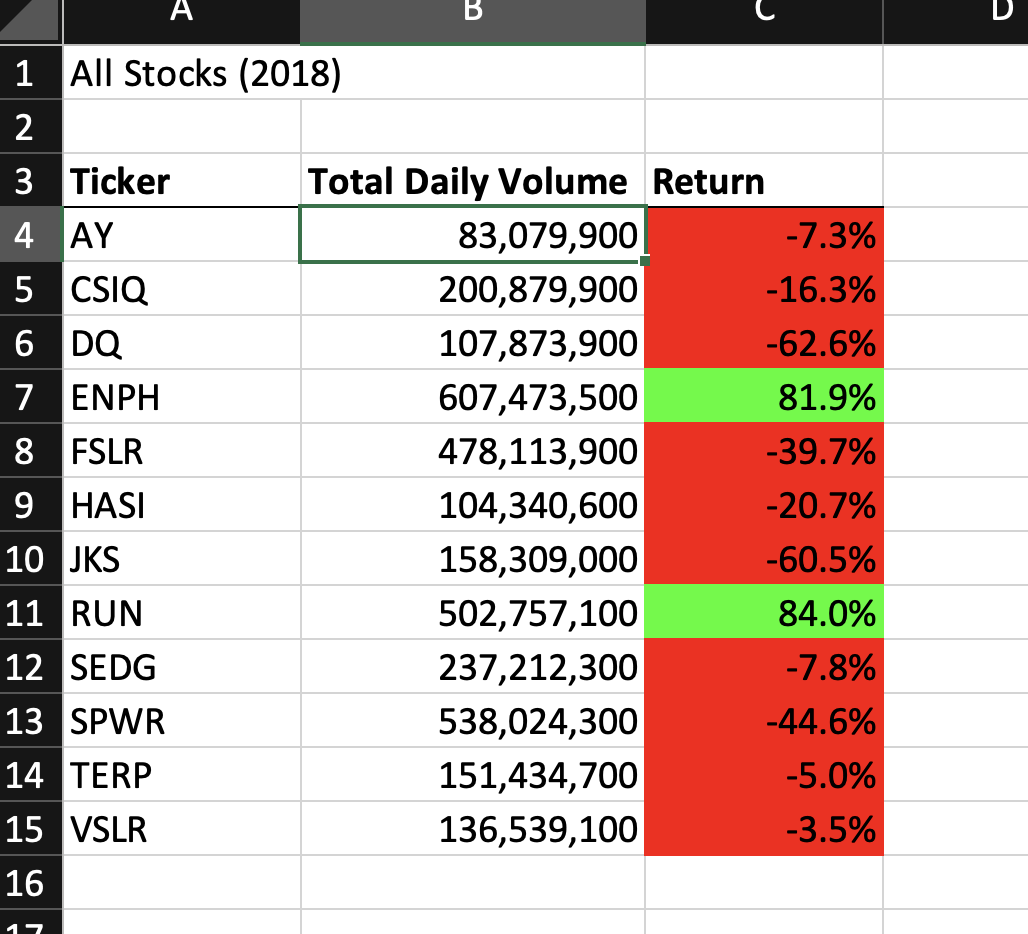 A B C D
1 All Stocks (2018)
2
3 Ticker Total Daily Volume Return
4 AY 83,079,900 -7.3%
5 CSIQ 200,879,900 -16.3%
6 DQ 107,873,900 -62.6%
7 ENPH 607,473,500 81.9%
8 FSLR 478,113,900 -39.7%
9 HASI 104,340,600 -20.7%
10 JKS 158,309,000 -60.5%
11 RUN 502,757,100 84.0%
12 SEDG 237,212,300 -7.8%
13 SPWR 538,024,300 -44.6%
14 TERP 151,434,700 -5.0%
15 VSLR 136,539,100 -3.5%
16
17